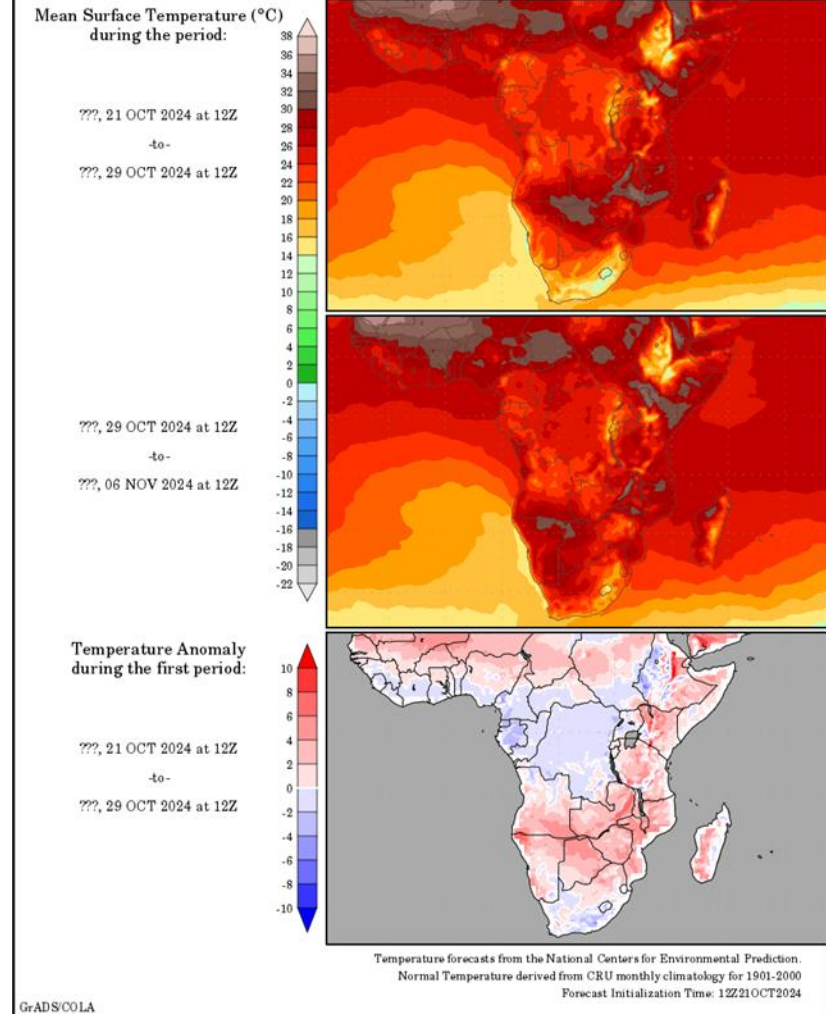 Mean Surface Temperature (°C)
during the period:
???, 21 OCT 2024 at 12Z
-to-
???, 29 OCT 2024 at 12Z
38
36
34
32
30
28
26
24
22
20
18
16
14
12
10
8
6
4
2
0
-2
-4
-6
-8
-10
-12
-14
-16
-18
-20
-22
???, 29 OCT 2024 at 12Z
-to-
???, 06 NOV 2024 at 12Z
Temperature Anomaly
during the first period:
???, 21 OCT 2024 at 12Z
-to-
???, 29 OCT 2024 at 12Z
10
8
6
4
2
0
-2
-4
-6
-8
-10
Temperature forecasts from the National Centers for Environmental Prediction.
Normal Temperature derived from CRU monthly climatology for 1901-2000
Forecast Initialization Time: 12Z21OCT2024
GrADS/COLA